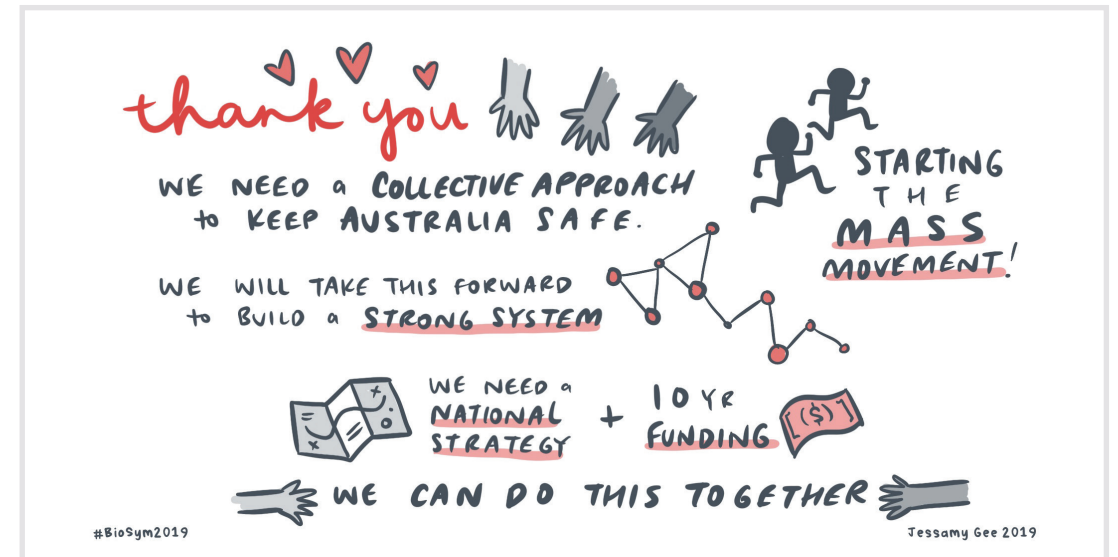 thank you
WE NEED a COLLECTIVE APPROACH
to KEEP AUSTRALIA SAFE.
STARTING
THE
MASS
MOVEMENT!
WE WILL TAKE THIS FORWARD
to BUILD a STRONG SYSTEM
WE NEED a
NATIONAL
STRATEGY
+
10 YR
FUNDING
[($)]
WE CAN DO THIS TOGETHER
#BioSym2019
Jessamy Gee 2019